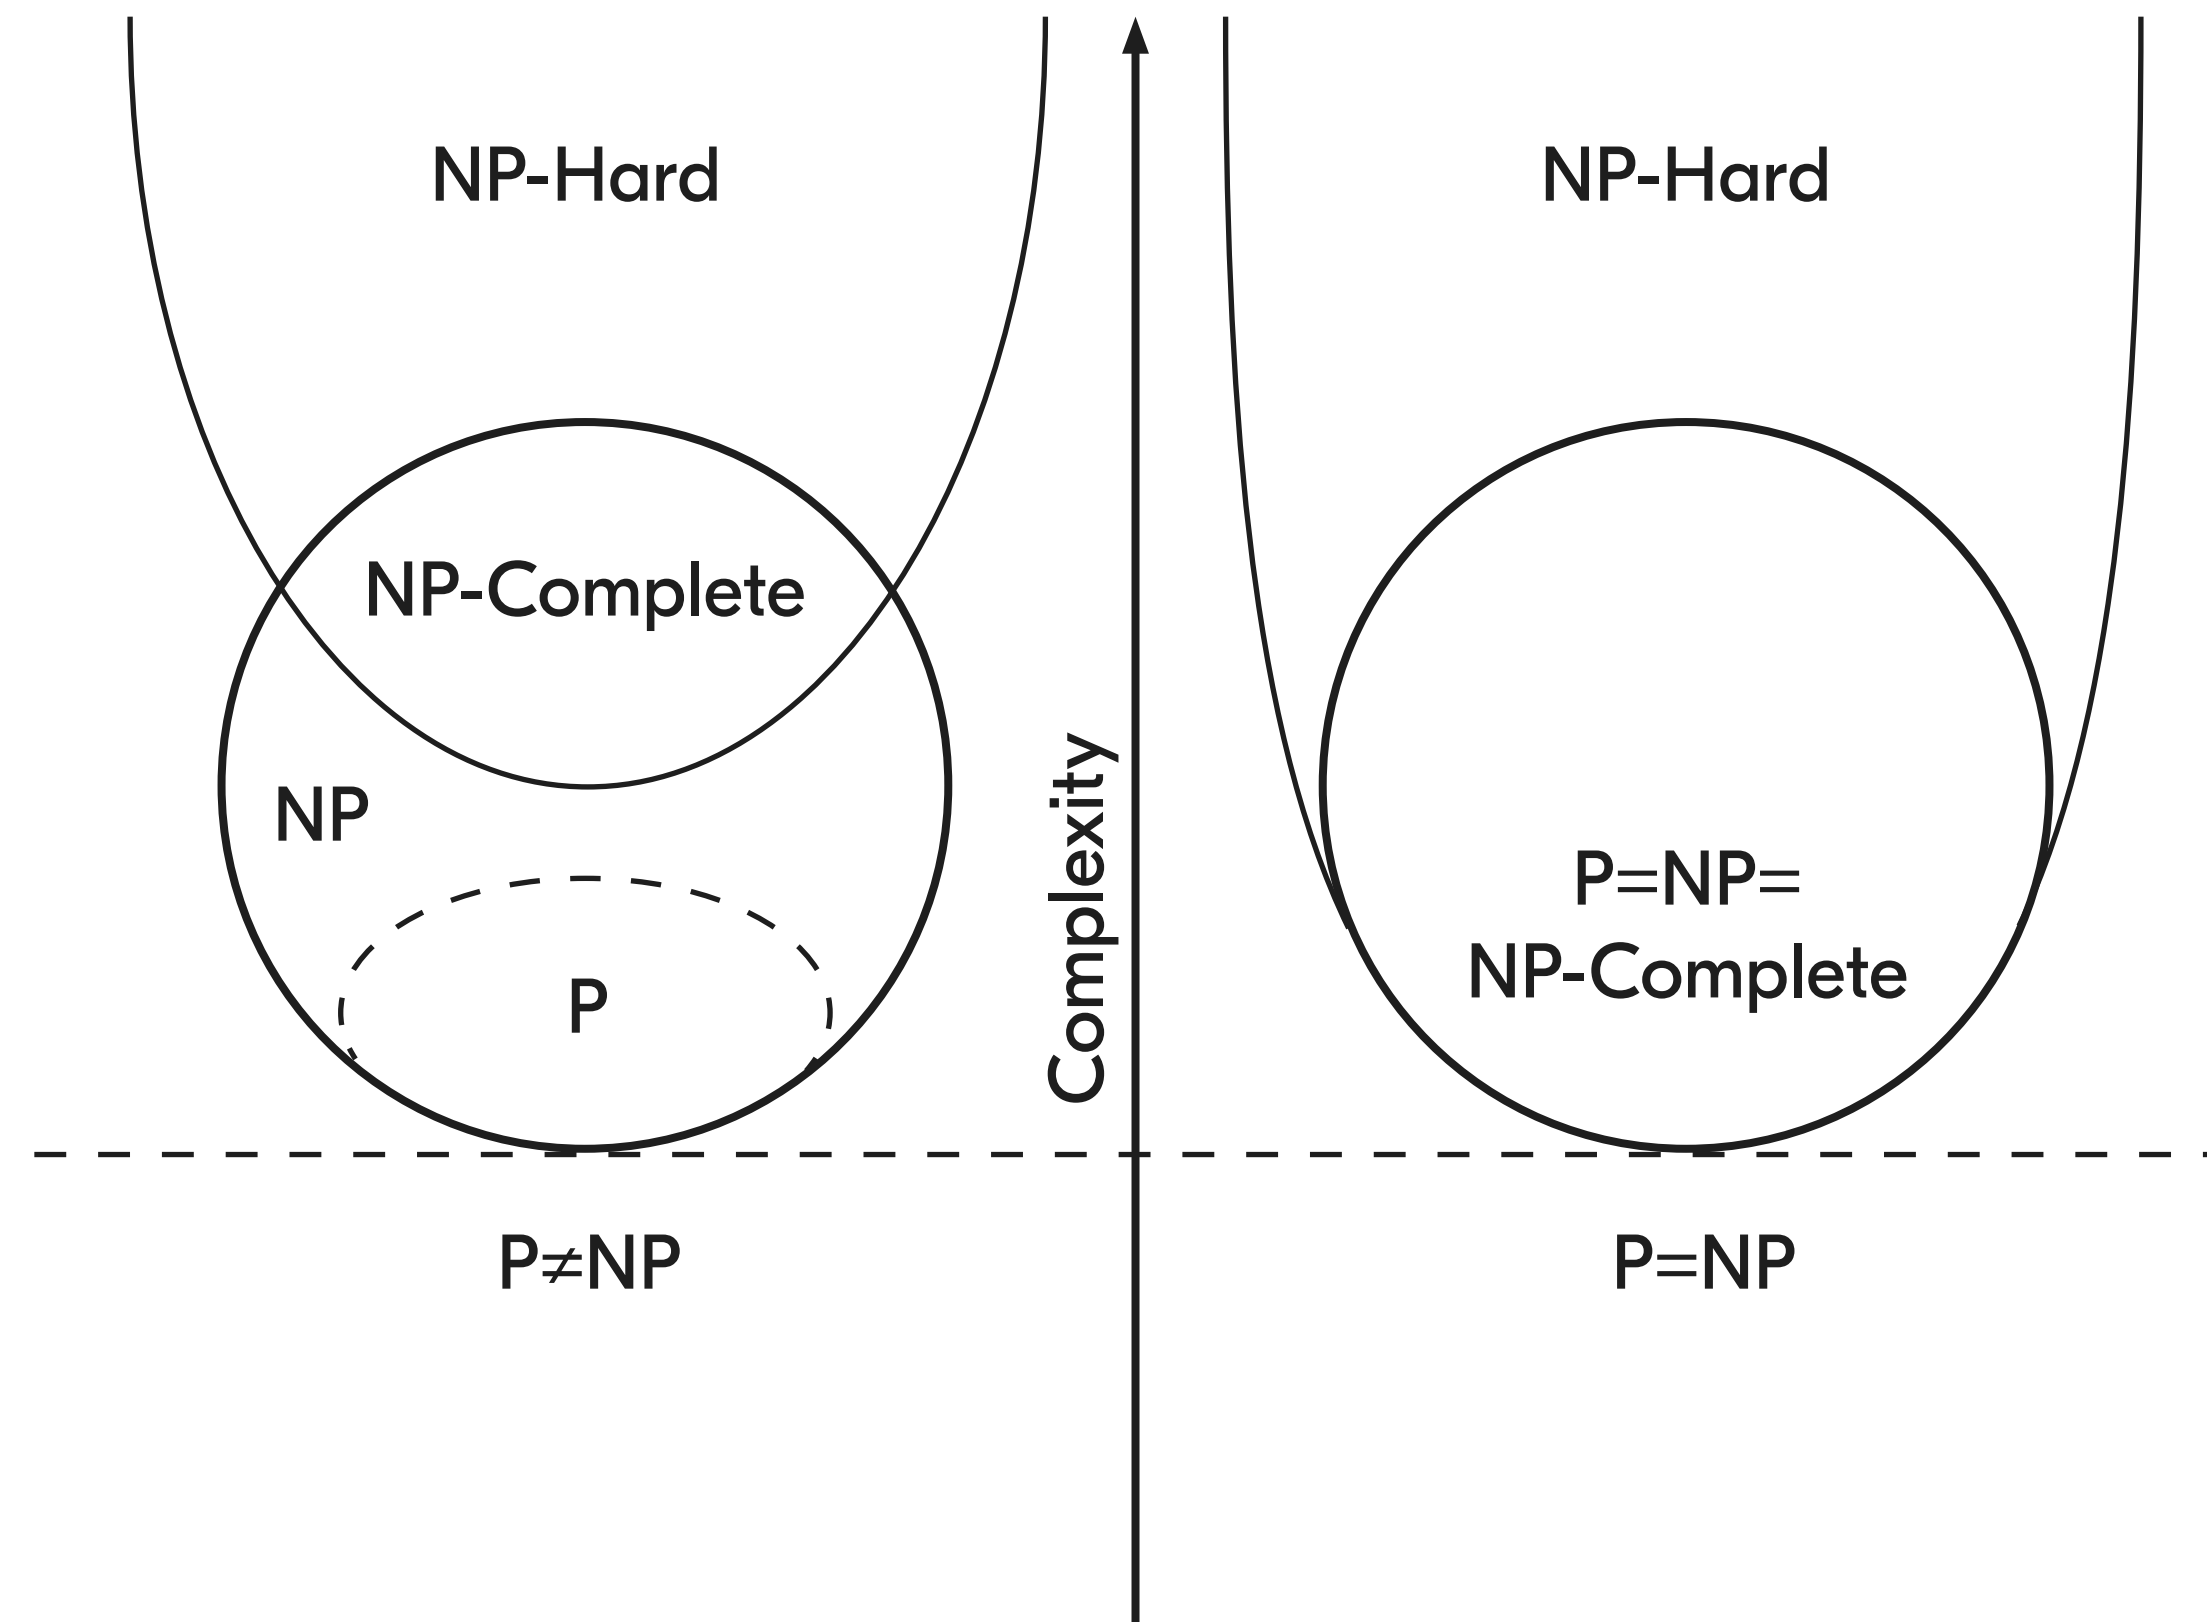 NP-Hard
NP-Complete
NP
P
P≠NP
Complexity
NP-Hard
P=NP=
NP-Complete
P=NP